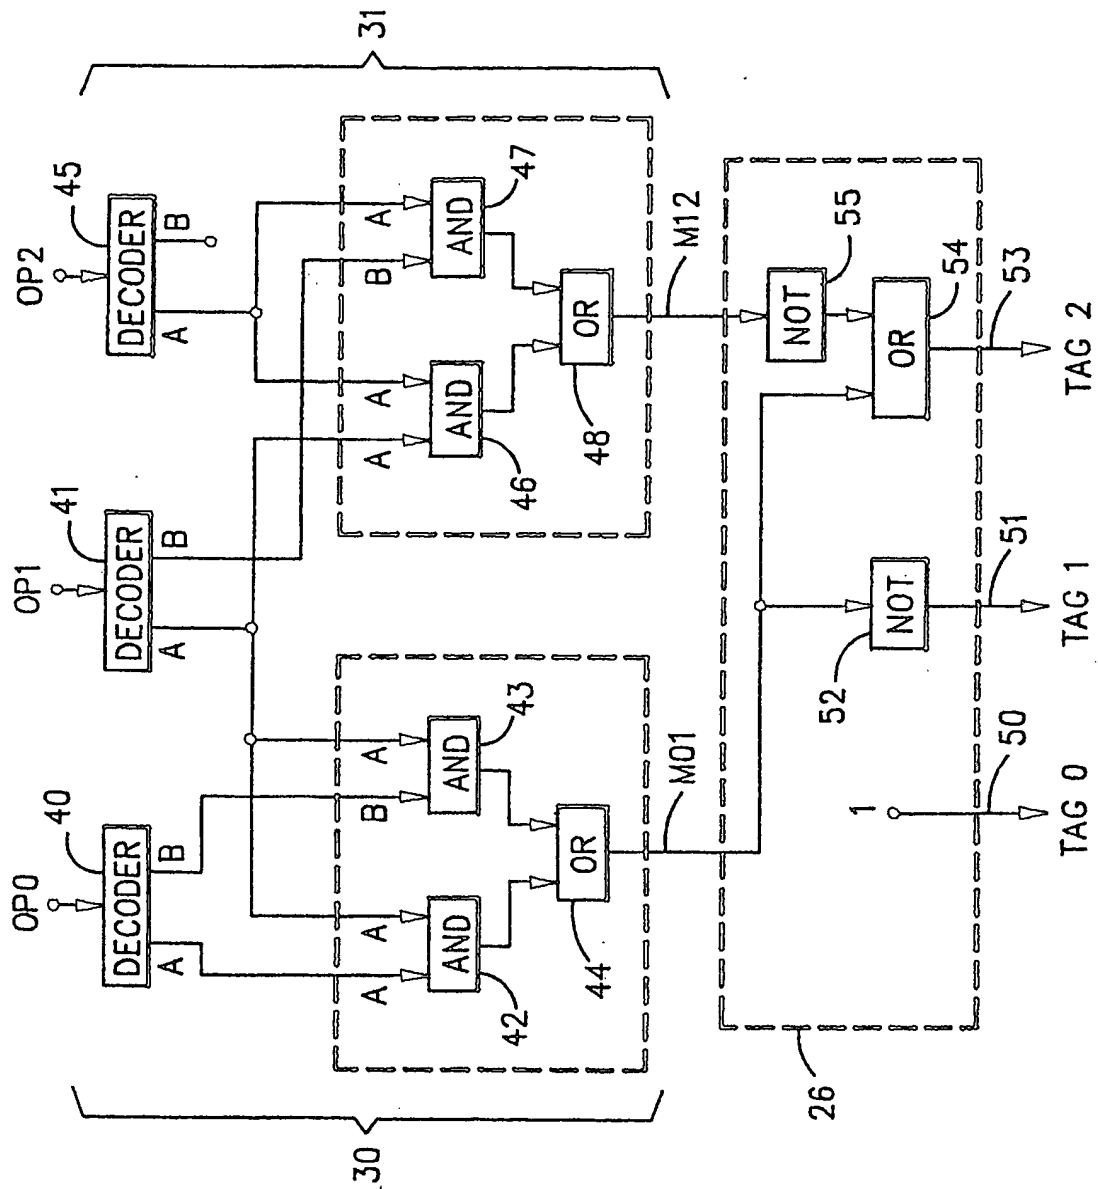 OP0
OP1
OP2
40
41
45
DECODER
DECODER
DECODER
A
B
A
B
A
B
30
31
A
A
B
A
A
A
B
A
AND
AND
AND
AND
42
43
46
47
OR
OR
44
48
M01
M12
NOT
55
26
52
1
NOT
OR
54
50
51
53
TAG 0
TAG 1
TAG 2